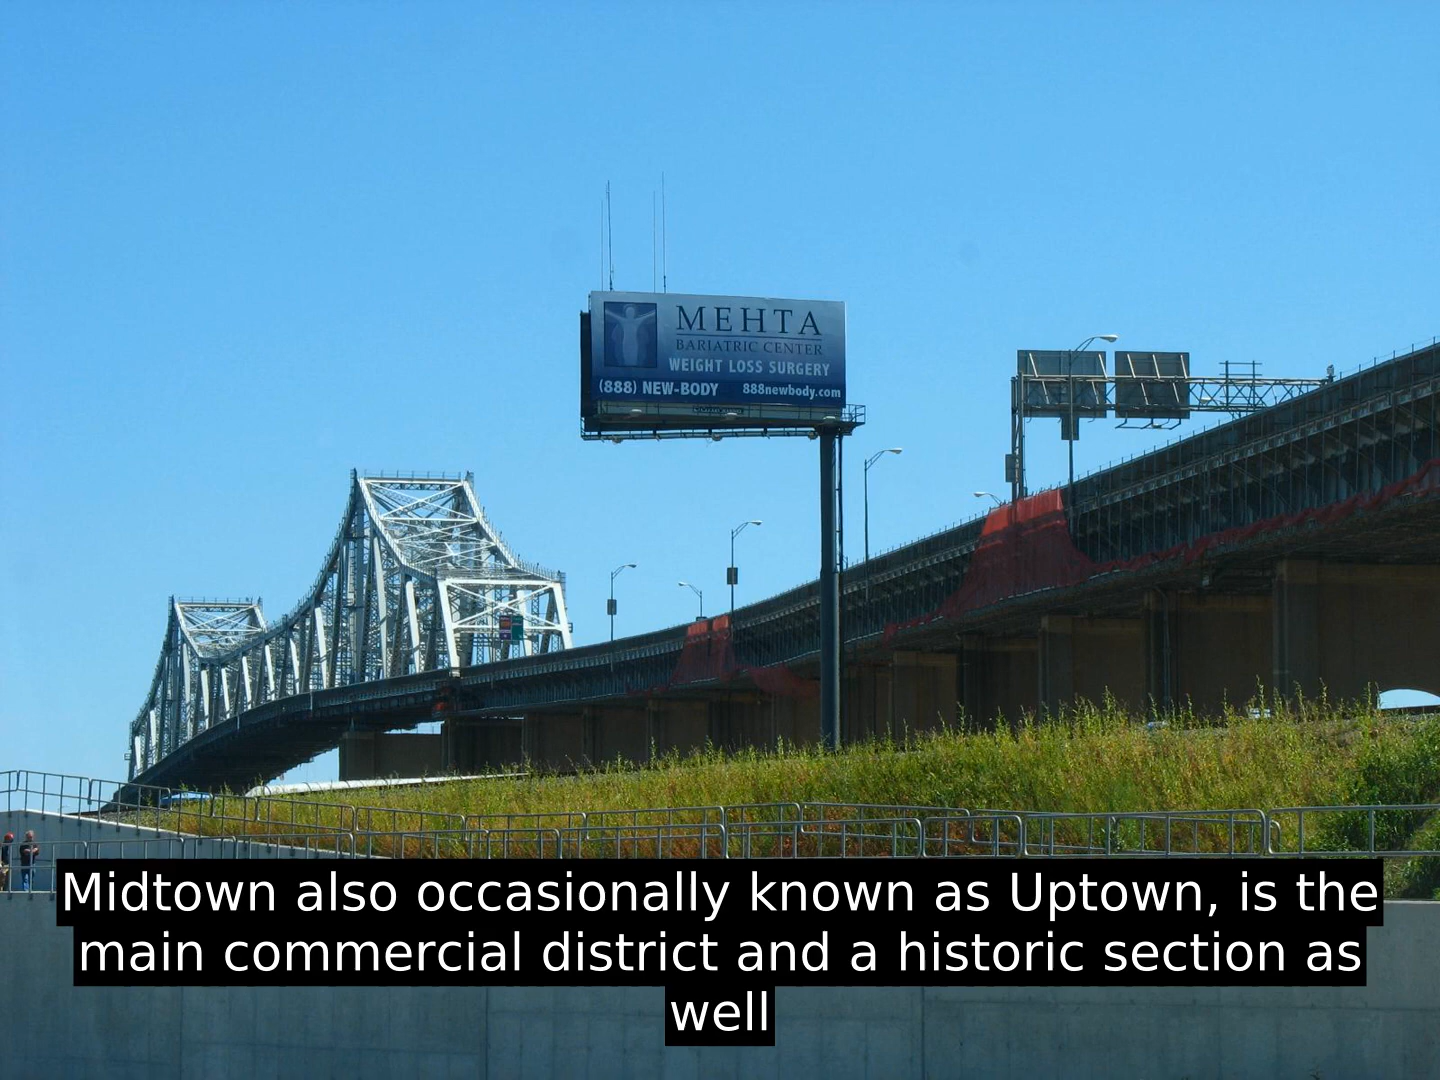 MEHTA
BARIATRIC CENTER
WEIGHT LOSS SURGERY
(888) NEW-BODY 888newbody.com
Midtown also occasionally known as Uptown, is the
main commercial district and a historic section as
well